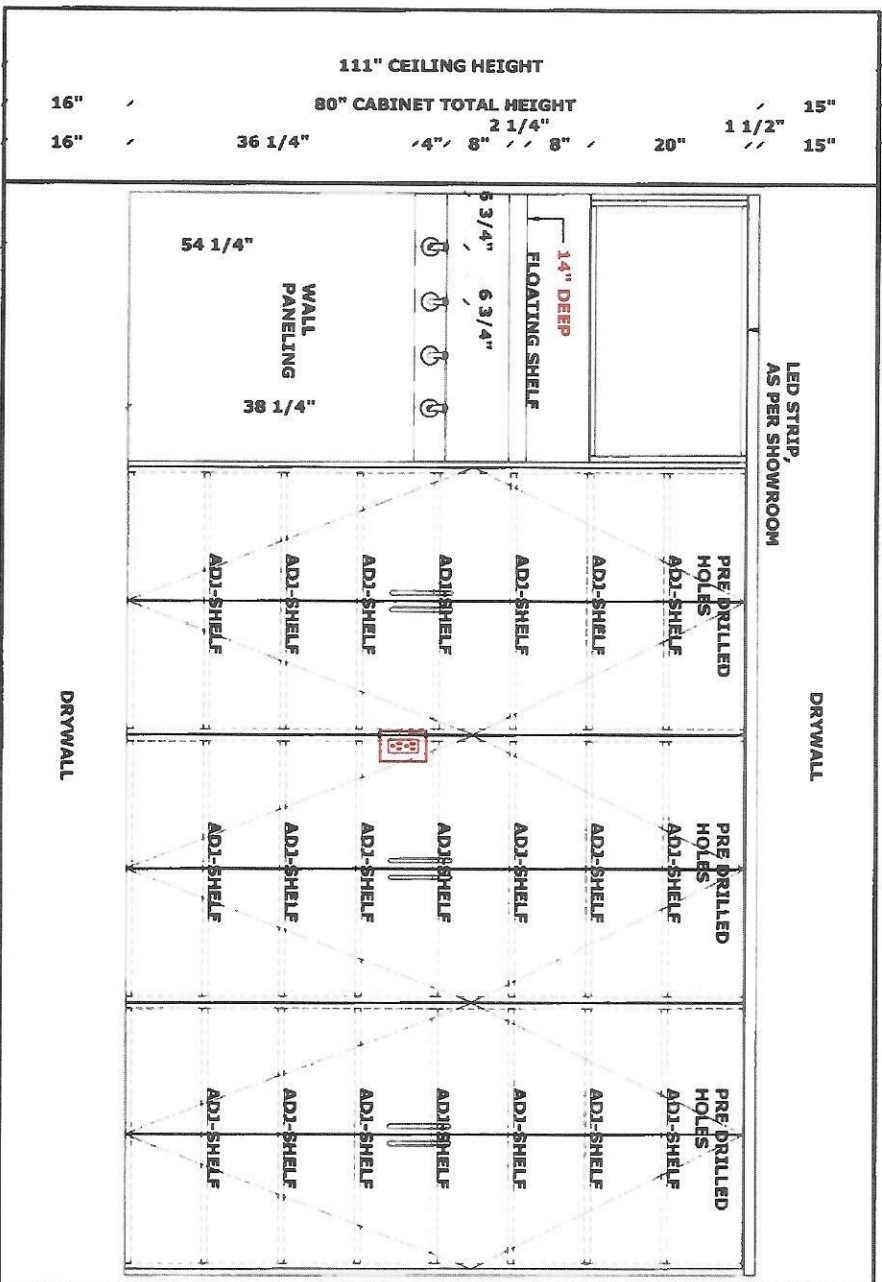 111" CEILING HEIGHT
16" 80" CABINET TOTAL HEIGHT 15"
2 1/4" 1 1/2"
16" 36 1/4" 4" 8" 8" 20" 15"
LED STRIP,
AS PER SHOWROOM
DRYWALL
14" DEEP
FLOATING SHELF
6 3/4"
6 3/4"
54 1/4"
WALL
PANELING
38 1/4"
PRE DRILLED
HOLES
ADJ-SHELF
ADJ-SHELF
ADJ-SHELF
ADJ-SHELF
ADJ-SHELF
ADJ-SHELF
ADJ-SHELF
PRE DRILLED
HOLES
ADJ-SHELF
ADJ-SHELF
ADJ-SHELF
ADJ-SHELF
ADJ-SHELF
ADJ-SHELF
ADJ-SHELF
PRE DRILLED
HOLES
ADJ-SHELF
ADJ-SHELF
ADJ-SHELF
ADJ-SHELF
ADJ-SHELF
ADJ-SHELF
ADJ-SHELF
DRYWALL